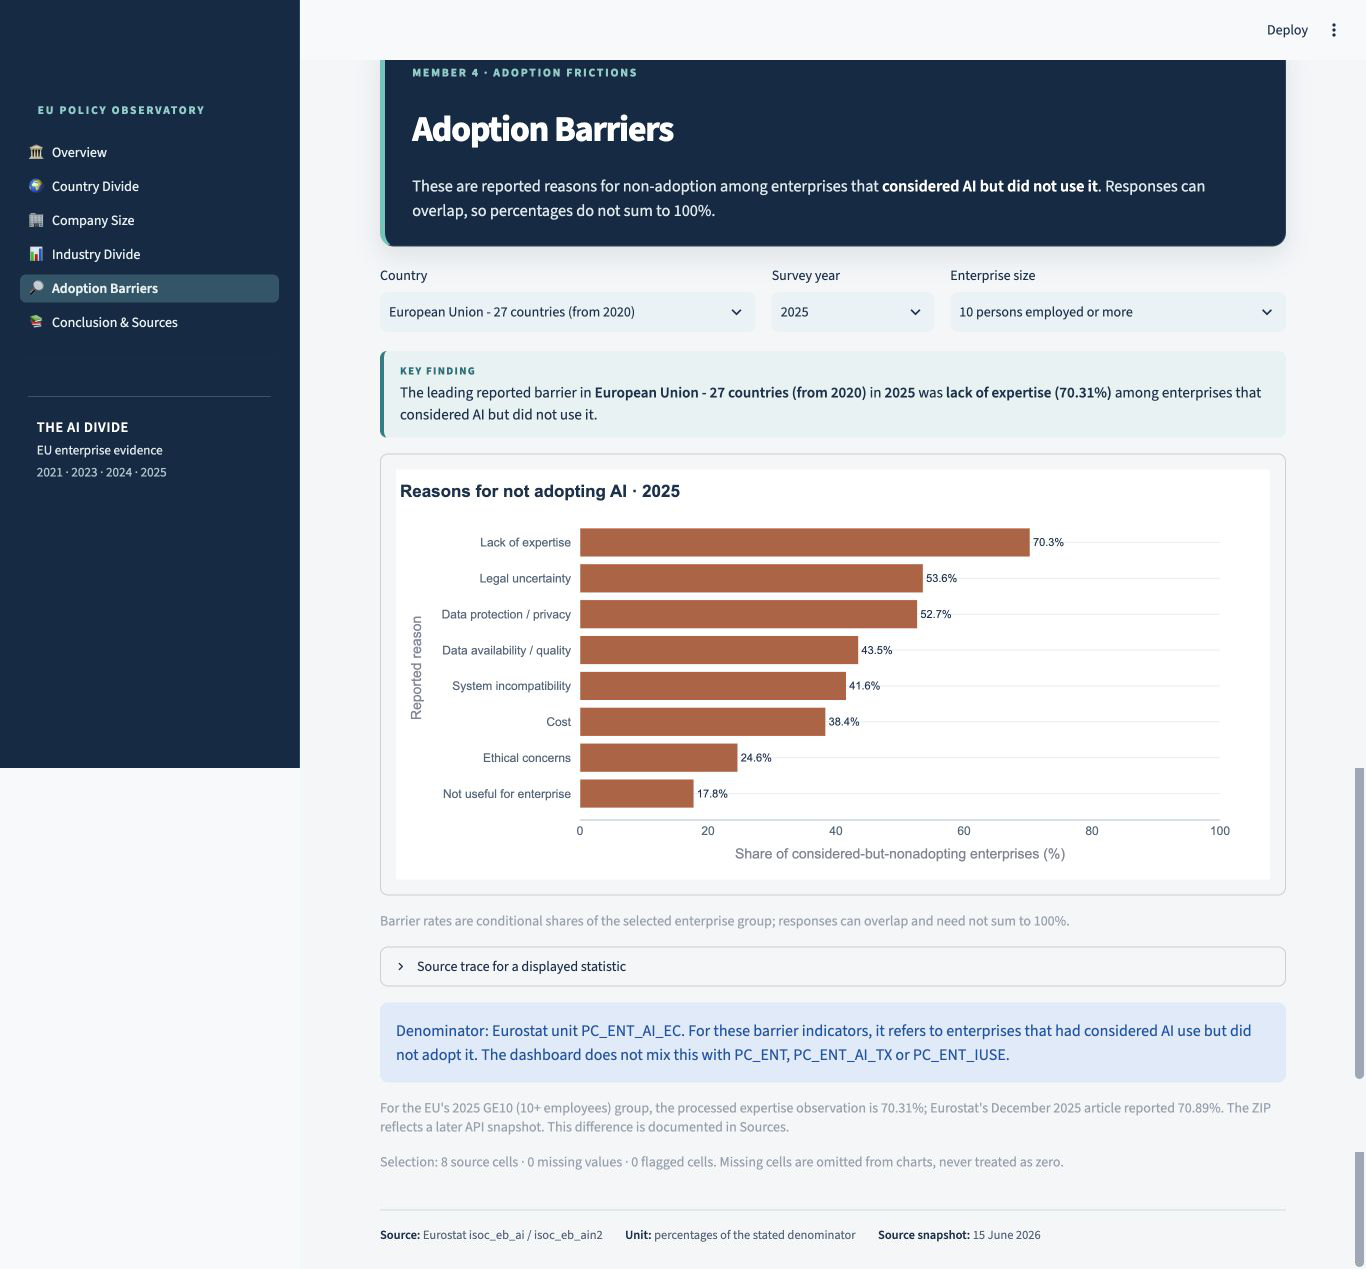 Deploy
EU POLICY OBSERVATORY
Overview
Country Divide
Company Size
Industry Divide
Adoption Barriers
Conclusion & Sources
THE AI DIVIDE
EU enterprise evidence
2021 · 2023 · 2024 · 2025
MEMBER 4 · ADOPTION FRICTIONS
Adoption Barriers
These are reported reasons for non-adoption among enterprises that considered AI but did not use it. Responses can
overlap, so percentages do not sum to 100%.
Country
Survey year
Enterprise size
European Union - 27 countries (from 2020)
2025
10 persons employed or more
KEY FINDING
The leading reported barrier in European Union - 27 countries (from 2020) in 2025 was lack of expertise (70.31%) among enterprises that
considered AI but did not use it.
Reasons for not adopting AI · 2025
Reported reason
Lack of expertise 70.3%
Legal uncertainty 53.6%
Data protection / privacy 52.7%
Data availability / quality 43.5%
System incompatibility 41.6%
Cost 38.4%
Ethical concerns 24.6%
Not useful for enterprise 17.8%
0 20 40 60 80 100
Share of considered-but-nonadopting enterprises (%)
Barrier rates are conditional shares of the selected enterprise group; responses can overlap and need not sum to 100%.
Source trace for a displayed statistic
Denominator: Eurostat unit PC_ENT_AI_EC. For these barrier indicators, it refers to enterprises that had considered AI use but did
not adopt it. The dashboard does not mix this with PC_ENT, PC_ENT_AI_TX or PC_ENT_IUSE.
For the EU's 2025 GE10 (10+ employees) group, the processed expertise observation is 70.31%; Eurostat's December 2025 article reported 70.89%. The ZIP
reflects a later API snapshot. This difference is documented in Sources.
Selection: 8 source cells · 0 missing values · 0 flagged cells. Missing cells are omitted from charts, never treated as zero.
Source: Eurostat isoc_eb_ai / isoc_eb_ain2 Unit: percentages of the stated denominator Source snapshot: 15 June 2026